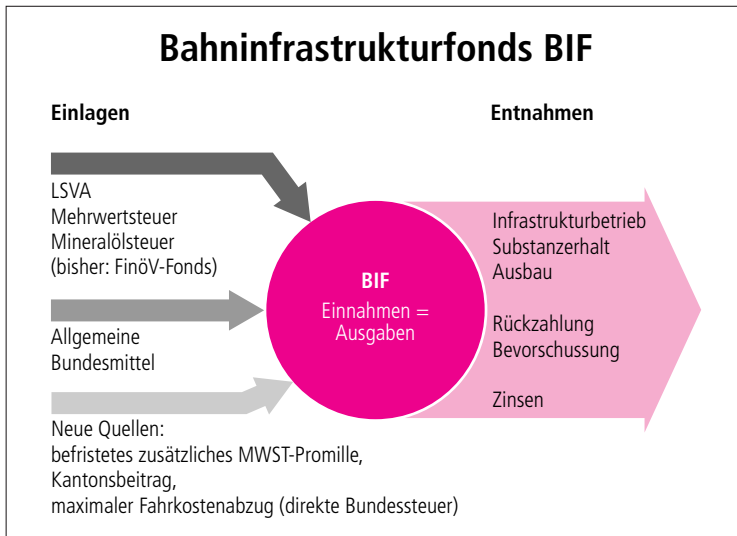 Bahninfrastrukturfonds BIF
Einlagen
LSVA
Mehrwertsteuer
Mineralölsteuer
(bisher: FinöV-Fonds)
Allgemeine
Bundesmittel
Neue Quellen:
befristetes zusätzliches MWST-Promille,
Kantonsbeitrag,
maximaler Fahrkostenabzug (direkte Bundessteuer)
BIF
Einnahmen =
Ausgaben
Entnahmen
Infrastrukturbetrieb
Substanzerhalt
Ausbau
Rückzahlung
Bevorschussung
Zinsen